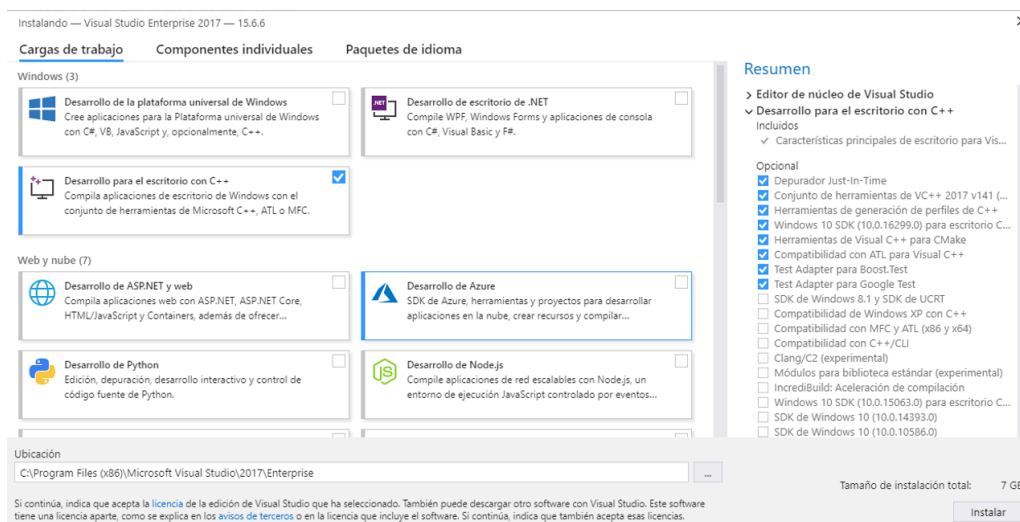 Instalando — Visual Studio Enterprise 2017 — 15.6.6
Cargas de trabajo
Componentes individuales
Paquetes de idioma
Windows (3)
Desarrollo de la plataforma universal de Windows
Cree aplicaciones para la Plataforma universal de Windows
con C#, VB, JavaScript y, opcionalmente, C++.
.NET
Desarrollo de escritorio de .NET
Compile WPF, Windows Forms y aplicaciones de consola
con C#, Visual Basic y F#.
Desarrollo para el escritorio con C++
Compila aplicaciones de escritorio de Windows con el
conjunto de herramientas de Microsoft C++, ATL o MFC.
Web y nube (7)
Desarrollo de ASP.NET y web
Compila aplicaciones web con ASP.NET, ASP.NET Core,
HTML/JavaScript y Containers, además de ofrecer...
Desarrollo de Azure
SDK de Azure, herramientas y proyectos para desarrollar
aplicaciones en la nube, crear recursos y compilar...
Desarrollo de Python
Edición, depuración, desarrollo interactivo y control de
código fuente de Python.
Desarrollo de Node.js
Compile aplicaciones de red escalables con Node.js, un
entorno de ejecución JavaScript controlado por eventos...
Resumen
Editor de núcleo de Visual Studio
Desarrollo para el escritorio con C++
Incluidos
Características principales de escritorio para Vis...
Opcional
Depurador Just-In-Time
Conjunto de herramientas de VC++ 2017 v141 (...
Herramientas de generación de perfiles de C++
Windows 10 SDK (10.0.16299.0) para escritorio C...
Herramientas de Visual C++ para CMake
Compatibilidad con ATL para Visual C++
Test Adapter para Boost.Test
Test Adapter para Google Test
SDK de Windows 8.1 y SDK de UCRT
Compatibilidad de Windows XP con C++
Compatibilidad con MFC y ATL (x86 y x64)
Compatibilidad con C++/CLI
Clang/C2 (experimental)
Módulos para biblioteca estándar (experimental)
IncrediBuild: Aceleración de compilación
Windows 10 SDK (10.0.15063.0) para escritorio C...
SDK de Windows 10 (10.0.14393.0)
SDK de Windows 10 (10.0.10586.0)
Ubicación
C:\Program Files (x86)\Microsoft Visual Studio\2017\Enterprise
...
Tamaño de instalación total: 7 GB
Si continúa, indica que acepta la licencia de la edición de Visual Studio que ha seleccionado. También puede descargar otro software con Visual Studio. Este software
tiene una licencia aparte, como se explica en los avisos de terceros o en la licencia que incluye el software. Si continúa, indica que también acepta esas licencias.
Instalar